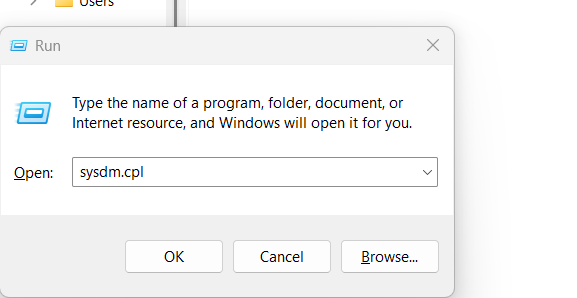 Users
Run
Type the name of a program, folder, document, or
Internet resource, and Windows will open it for you.
Open: sysdm.cpl
OK Cancel Browse...